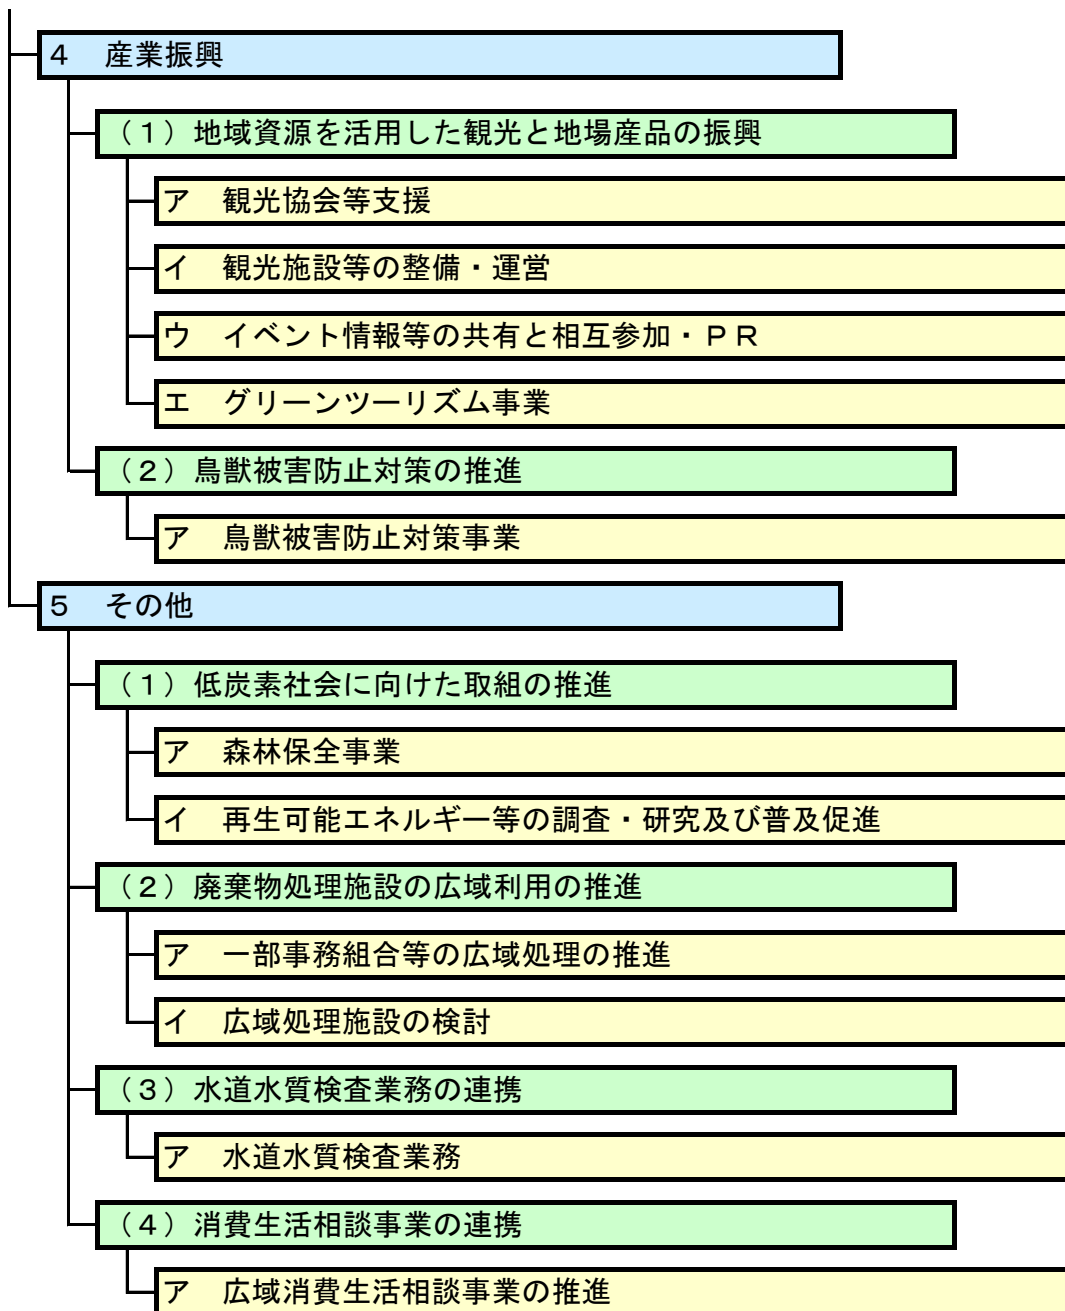 ４　産業振興
（１）地域資源を活用した観光と地場産品の振興
ア　観光協会等支援
イ　観光施設等の整備・運営
ウ　イベント情報等の共有と相互参加・ＰＲ
エ　グリーンツーリズム事業
（２）鳥獣被害防止対策の推進
ア　鳥獣被害防止対策事業
５　その他
（１）低炭素社会に向けた取組の推進
ア　森林保全事業
イ　再生可能エネルギー等の調査・研究及び普及促進
（２）廃棄物処理施設の広域利用の推進
ア　一部事務組合等の広域処理の推進
イ　広域処理施設の検討
（３）水道水質検査業務の連携
ア　水道水質検査業務
（４）消費生活相談事業の連携
ア　広域消費生活相談事業の推進